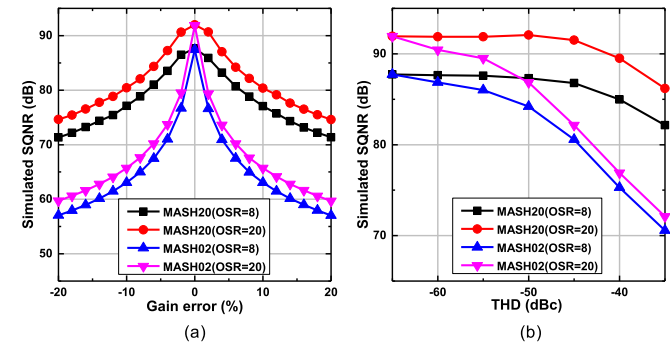 Simulated SQNR (dB)
90
80
70
60
50
MASH20(OSR=8)
MASH20(OSR=20)
MASH02(OSR=8)
MASH02(OSR=20)
-20
-10
0
10
20
Gain error (%)
(a)
Simulated SQNR (dB)
90
80
70
MASH20(OSR=8)
MASH20(OSR=20)
MASH02(OSR=8)
MASH02(OSR=20)
-60
-50
-40
THD (dBc)
(b)